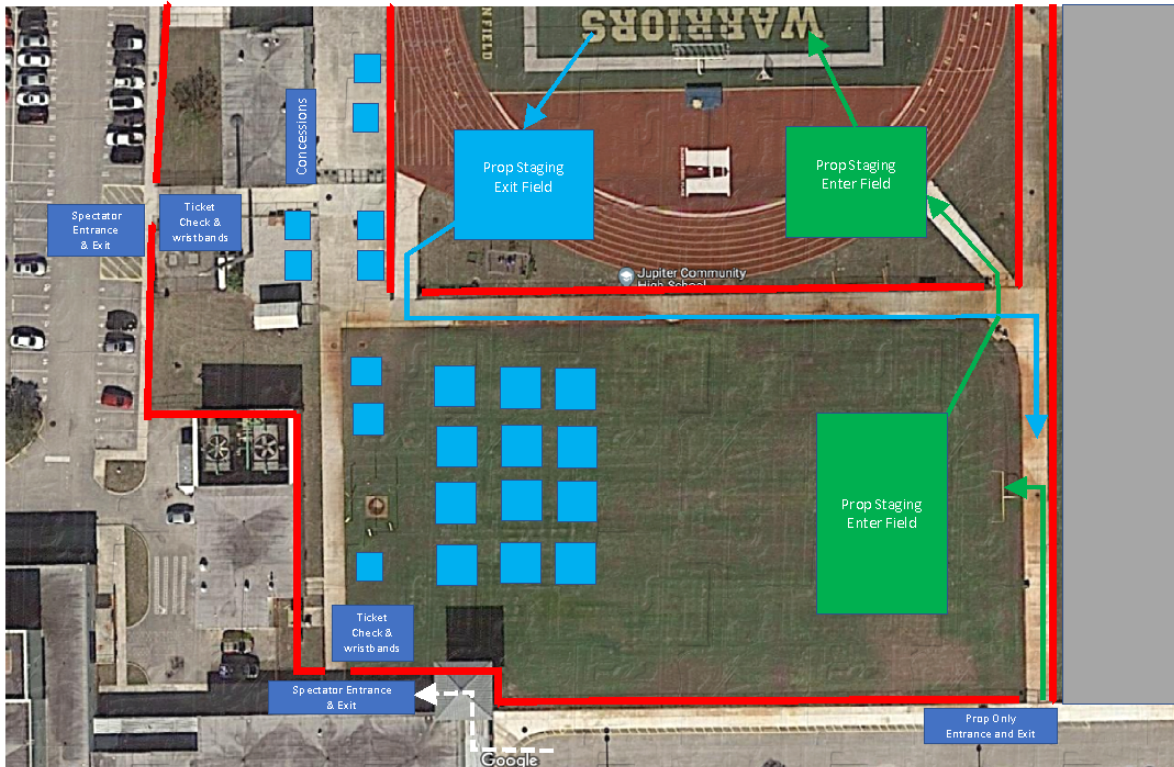 NFIELD
WARRIORS
Concessions
Prop Staging
Exit Field
Prop Staging
Enter Field
H
Spectator
Entrance
& Exit
Ticket
Check &
wristbands
Jupiter Community
High School
Prop Staging
Enter Field
Ticket
Check &
wristbands
Spectator Entrance
& Exit
Prop Only
Entrance and Exit
Google